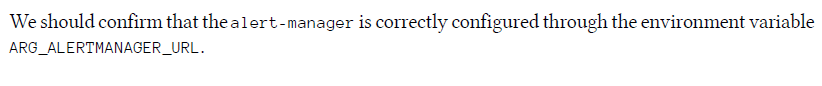 We should confirm that the alert-manager is correctly configured through the environment variable
ARG_ALERTMANAGER_URL.